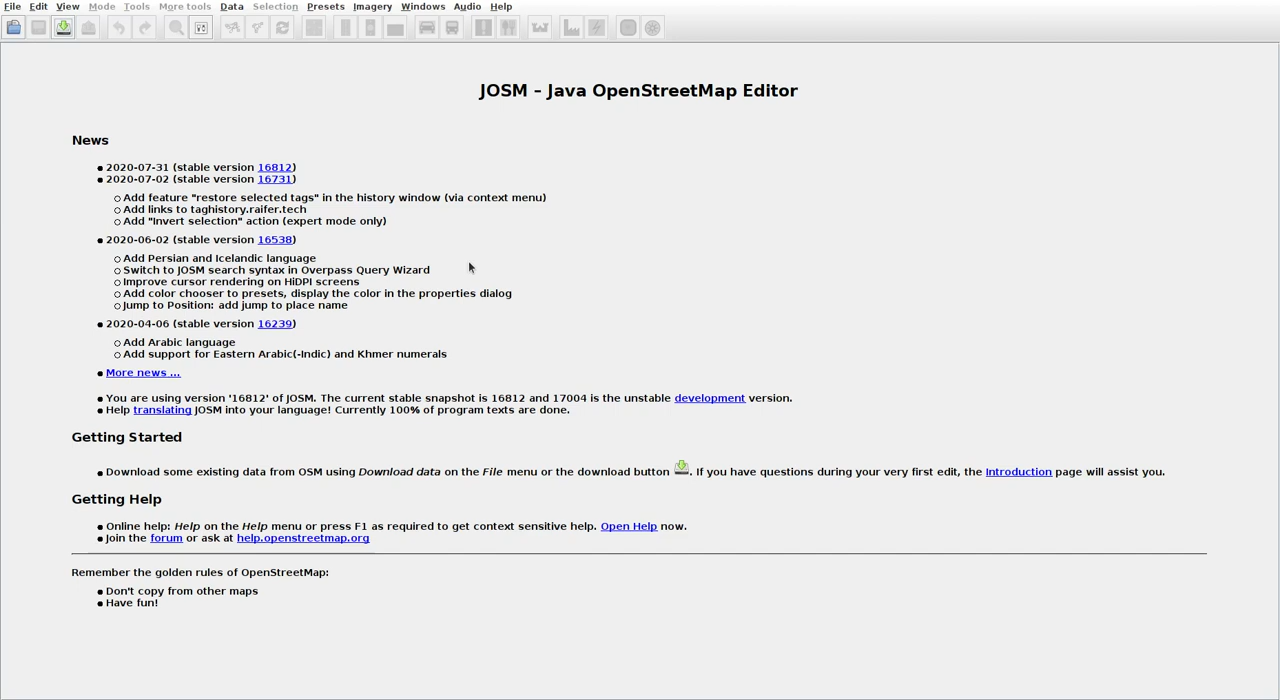 File Edit View Mode Tools More tools Data Selection Presets Imagery Windows Audio Help
JOSM – Java OpenStreetMap Editor
News
2020-07-31 (stable version 16812)
2020-07-02 (stable version 16731)
Add feature "restore selected tags" in the history window (via context menu)
Add links to taghistory.raifer.tech
Add "Invert selection" action (expert mode only)
2020-06-02 (stable version 16538)
Add Persian and Icelandic language
Switch to JOSM search syntax in Overpass Query Wizard
Improve cursor rendering on HiDPI screens
Add color chooser to presets, display the color in the properties dialog
Jump to Position: add jump to place name
2020-04-06 (stable version 16239)
Add Arabic language
Add support for Eastern Arabic(-Indic) and Khmer numerals
More news ...
You are using version '16812' of JOSM. The current stable snapshot is 16812 and 17004 is the unstable development version.
Help translating JOSM into your language! Currently 100% of program texts are done.
Getting Started
Download some existing data from OSM using Download data on the File menu or the download button . If you have questions during your very first edit, the Introduction page will assist you.
Getting Help
Online help: Help on the Help menu or press F1 as required to get context sensitive help. Open Help now.
Join the forum or ask at help.openstreetmap.org
Remember the golden rules of OpenStreetMap:
Don't copy from other maps
Have fun!